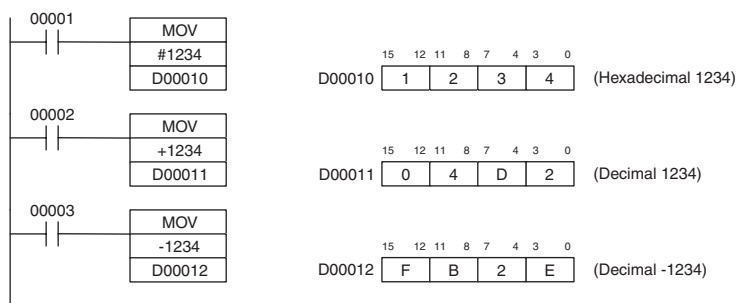 00001
MOV
#1234
D00010
15 12 11 8 7 4 3 0
D00010 1 2 3 4 (Hexadecimal 1234)
00002
MOV
+1234
D00011
15 12 11 8 7 4 3 0
D00011 0 4 D 2 (Decimal 1234)
00003
MOV
-1234
D00012
15 12 11 8 7 4 3 0
D00012 F B 2 E (Decimal -1234)